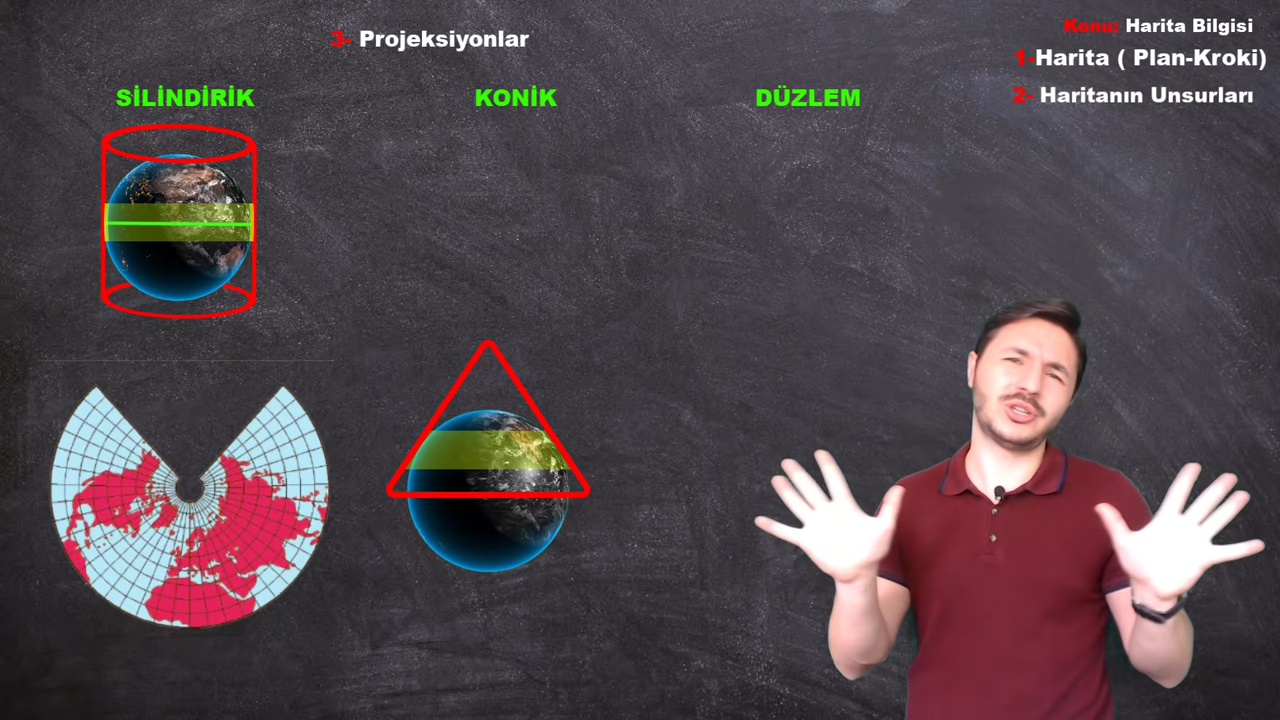 3- Projeksiyonlar
Konu: Harita Bilgisi
1-Harita ( Plan-Kroki)
2- Haritanın Unsurları
SİLİNDİRİK
KONİK
DÜZLEM